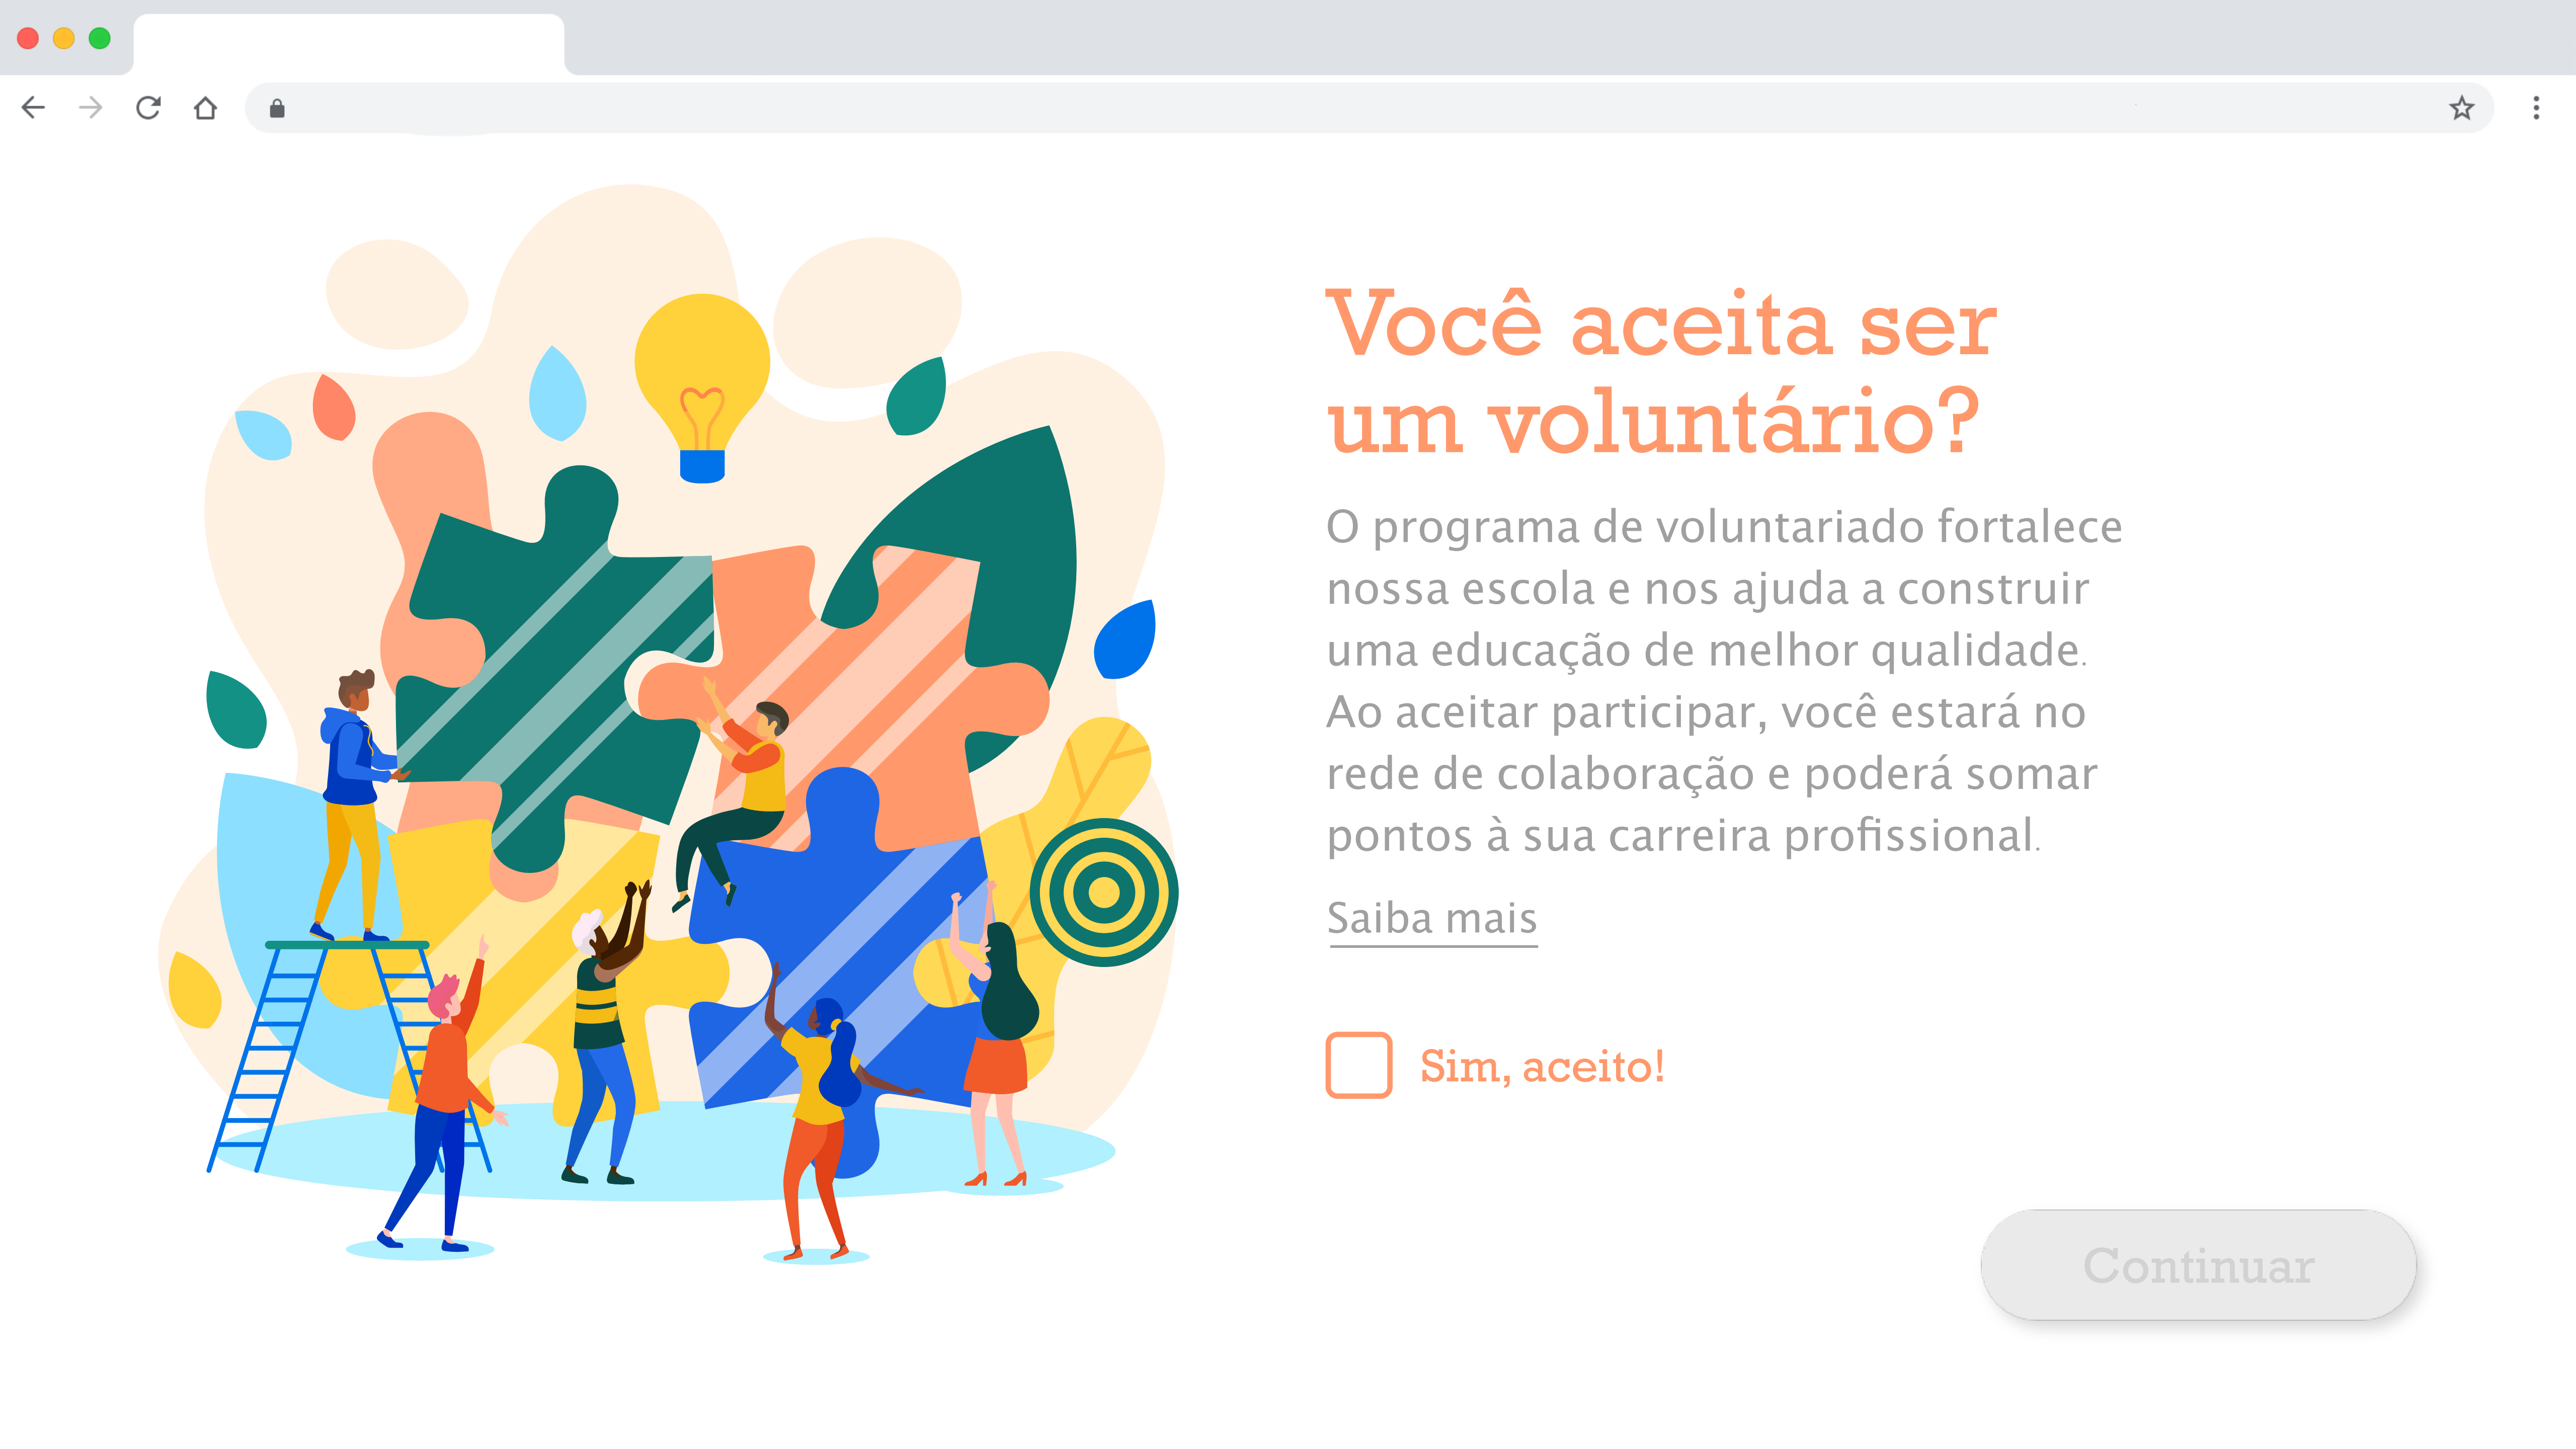 Você aceita ser
um voluntário?
O programa de voluntariado fortalece
nossa escola e nos ajuda a construir
uma educação de melhor qualidade.
Ao aceitar participar, você estará no
rede de colaboração e poderá somar
pontos à sua carreira profissional.
Saiba mais
Sim, aceito!
Continuar